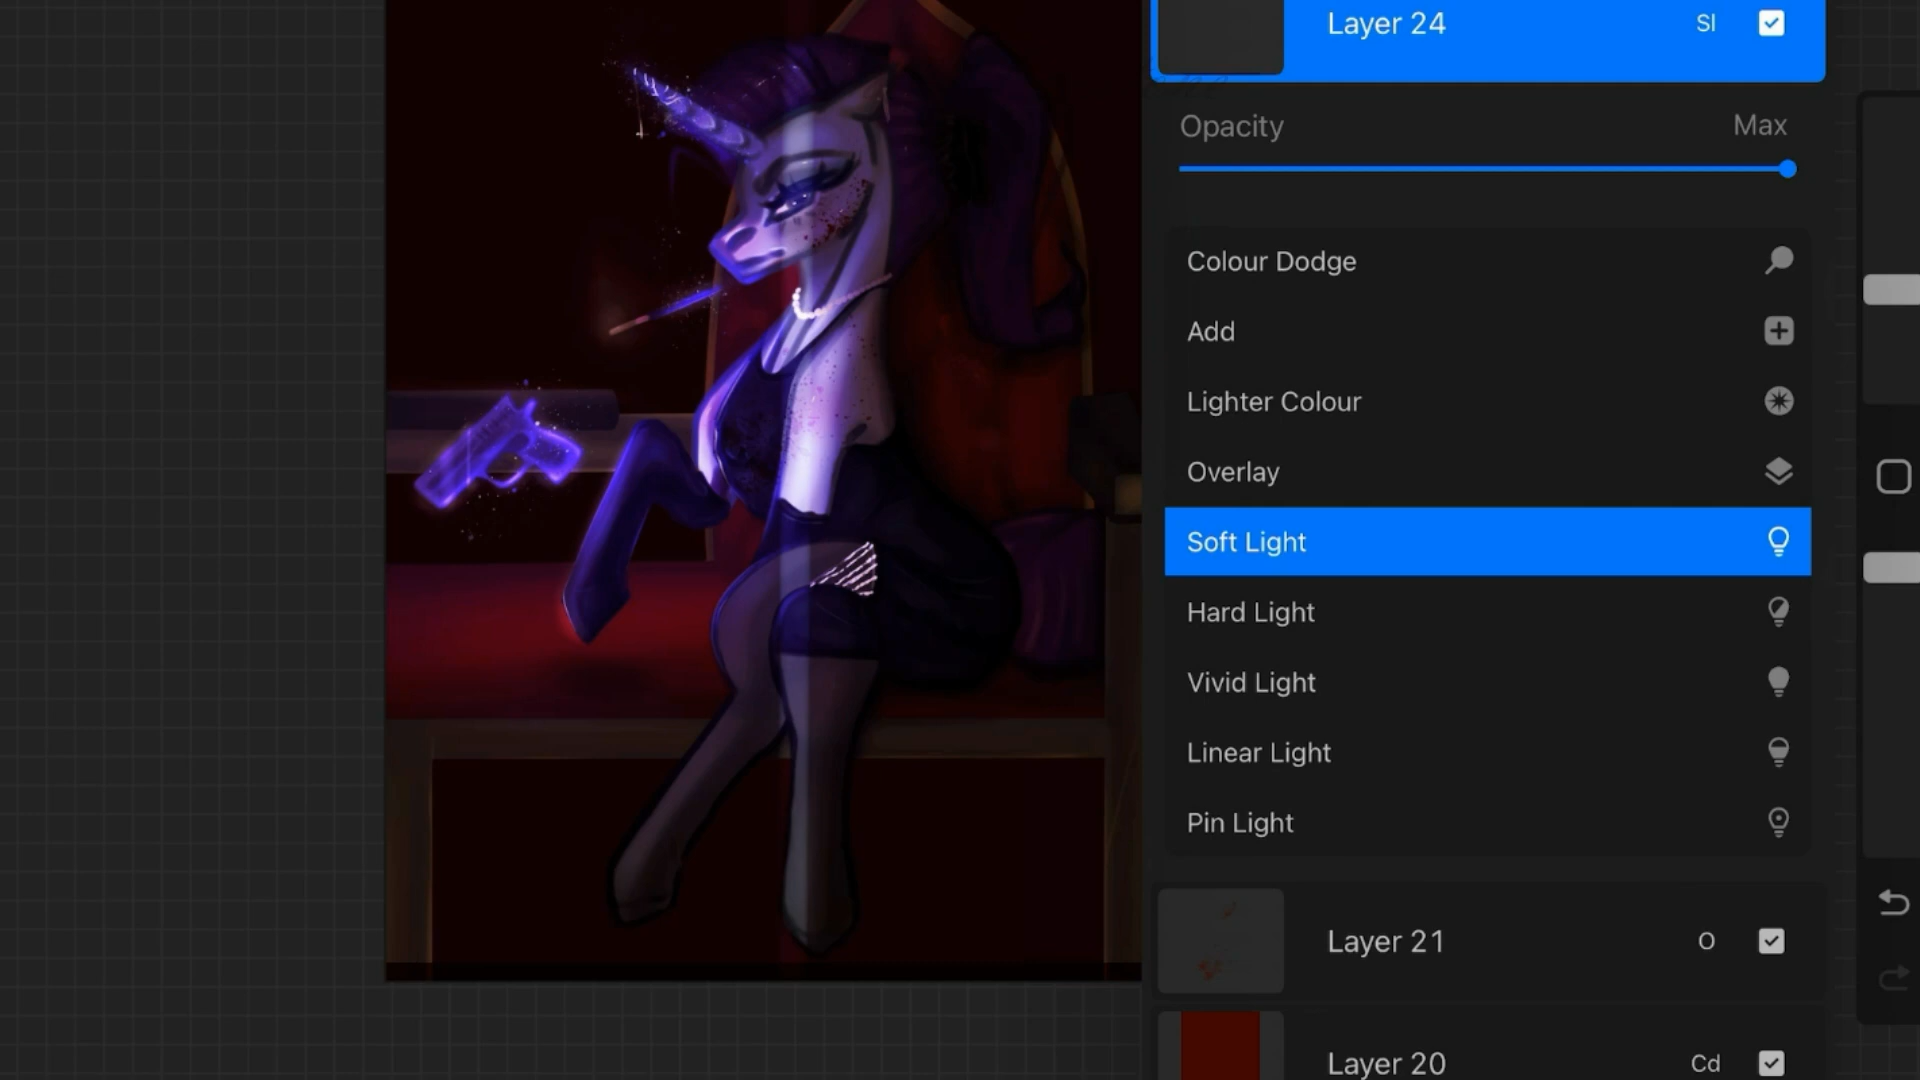 Layer 24 Sl
Opacity Max
Colour Dodge
Add
Lighter Colour
Overlay
Soft Light
Hard Light
Vivid Light
Linear Light
Pin Light
Layer 21 O
Layer 20 Cd